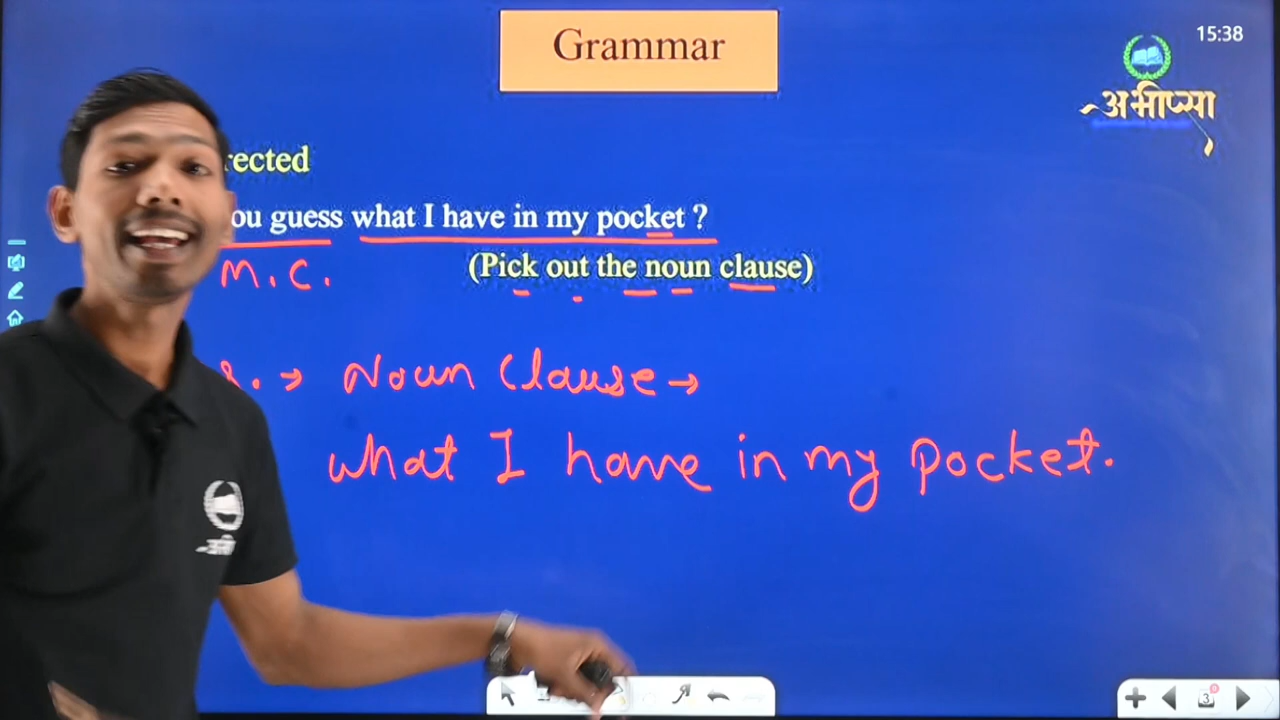 Grammar
15:38
अभीप्सा
rected
ou guess what I have in my pocket ?
M.C.
(Pick out the noun clause)
. → Noun Clause →
what I have in my pocket.
3